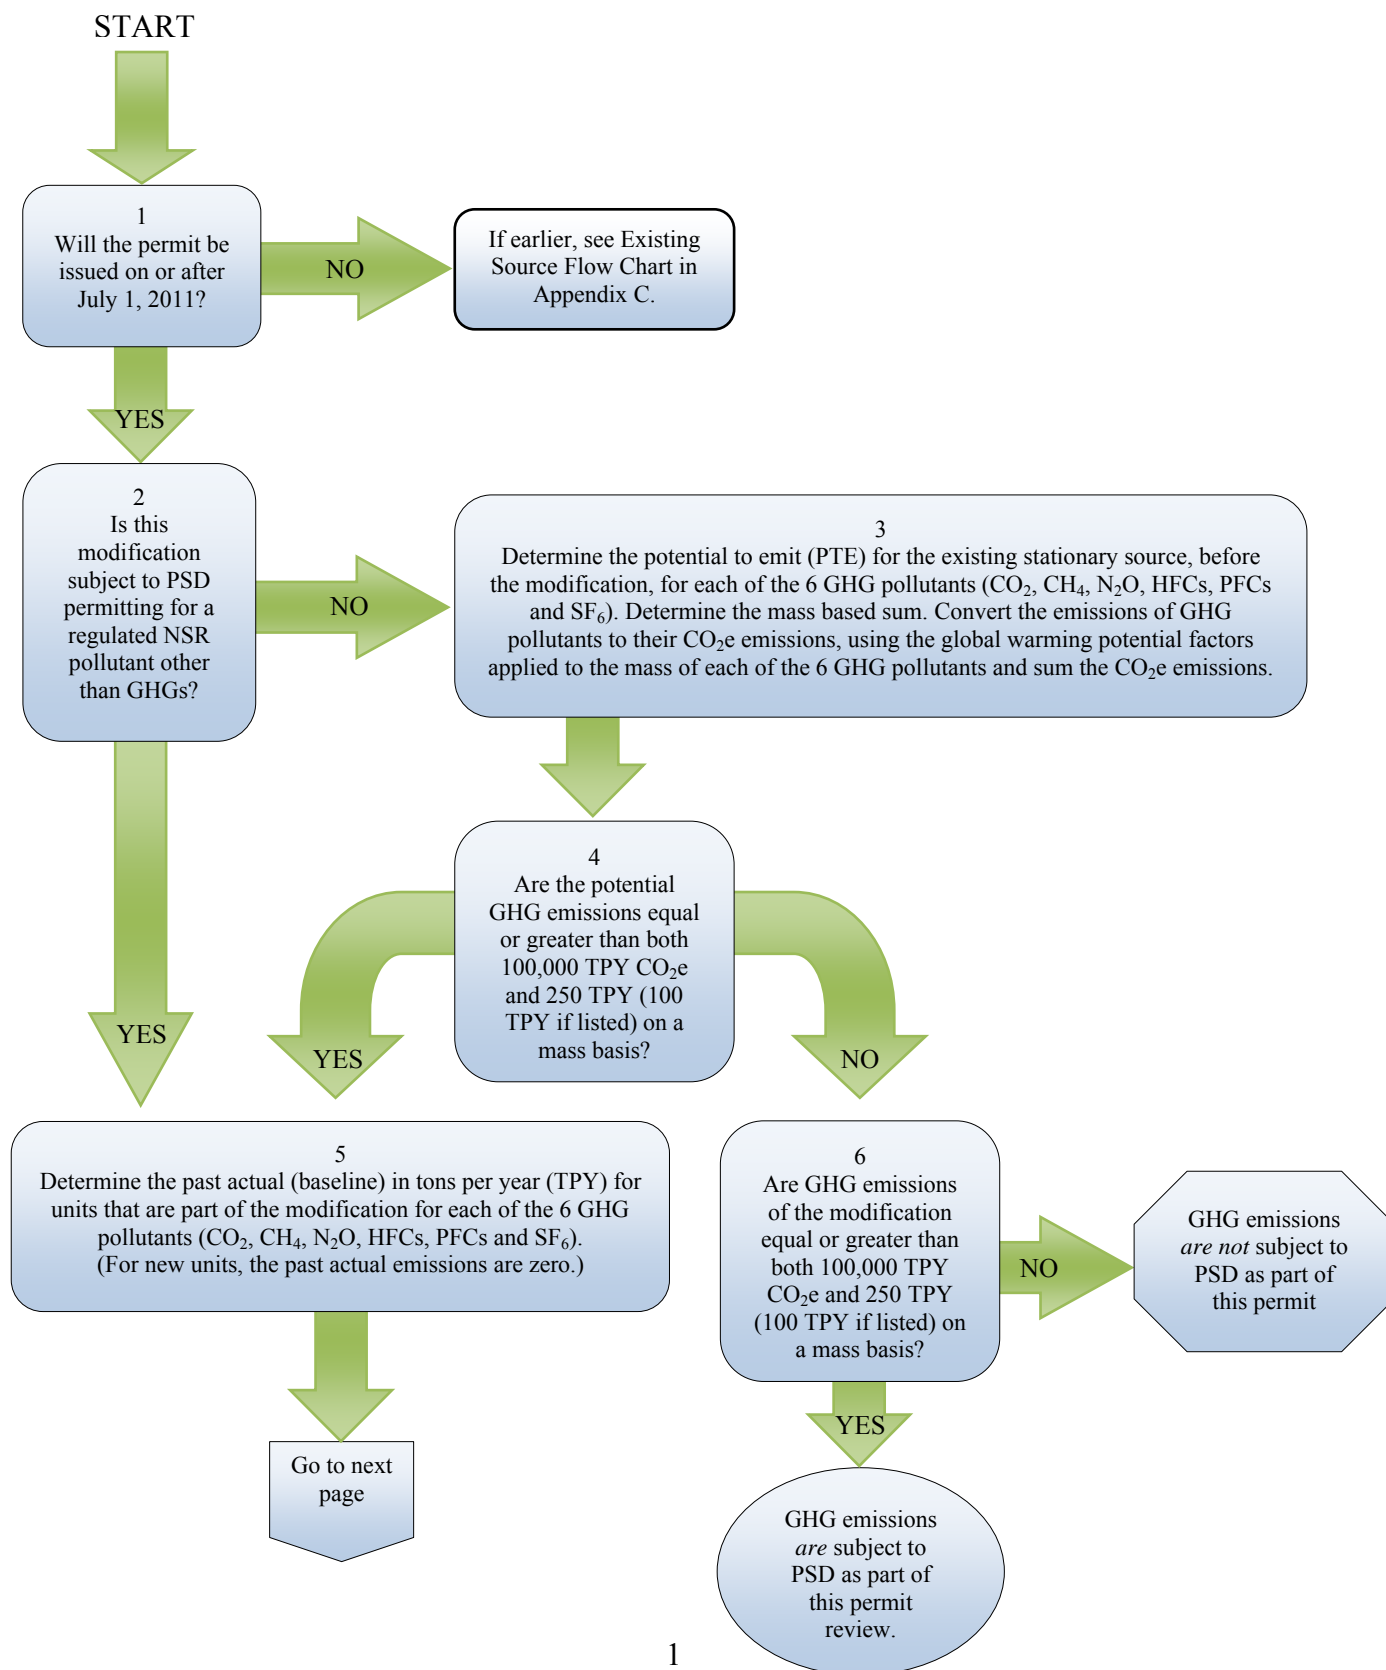 START
1
Will the permit be
issued on or after
July 1, 2011?
NO
If earlier, see Existing
Source Flow Chart in
Appendix C.
YES
2
Is this
modification
subject to PSD
permitting for a
regulated NSR
pollutant other
than GHGs?
NO
3
Determine the potential to emit (PTE) for the existing stationary source, before
the modification, for each of the 6 GHG pollutants (CO₂, CH₄, N₂O, HFCs, PFCs
and SF₆). Determine the mass based sum. Convert the emissions of GHG
pollutants to their CO₂e emissions, using the global warming potential factors
applied to the mass of each of the 6 GHG pollutants and sum the CO₂e emissions.
4
Are the potential
GHG emissions equal
or greater than both
100,000 TPY CO₂e
and 250 TPY (100
TPY if listed) on a
mass basis?
YES
YES
NO
5
Determine the past actual (baseline) in tons per year (TPY) for
units that are part of the modification for each of the 6 GHG
pollutants (CO₂, CH₄, N₂O, HFCs, PFCs and SF₆).
(For new units, the past actual emissions are zero.)
6
Are GHG emissions
of the modification
equal or greater than
both 100,000 TPY
CO₂e and 250 TPY
(100 TPY if listed) on
a mass basis?
NO
GHG emissions
are not subject to
PSD as part of
this permit
YES
Go to next
page
GHG emissions
are subject to
PSD as part of
this permit
review.
1